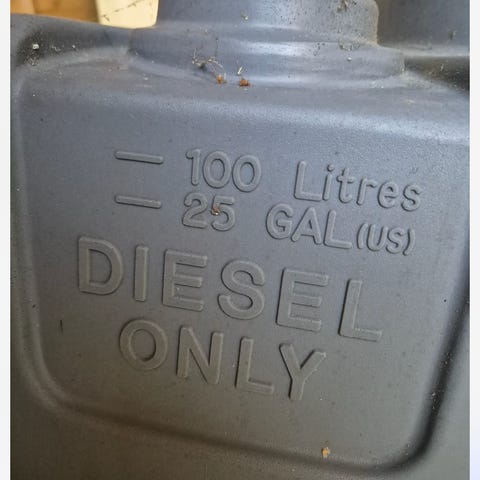 — 100 Litres
— 25 GAL (US)
DIESEL
ONLY